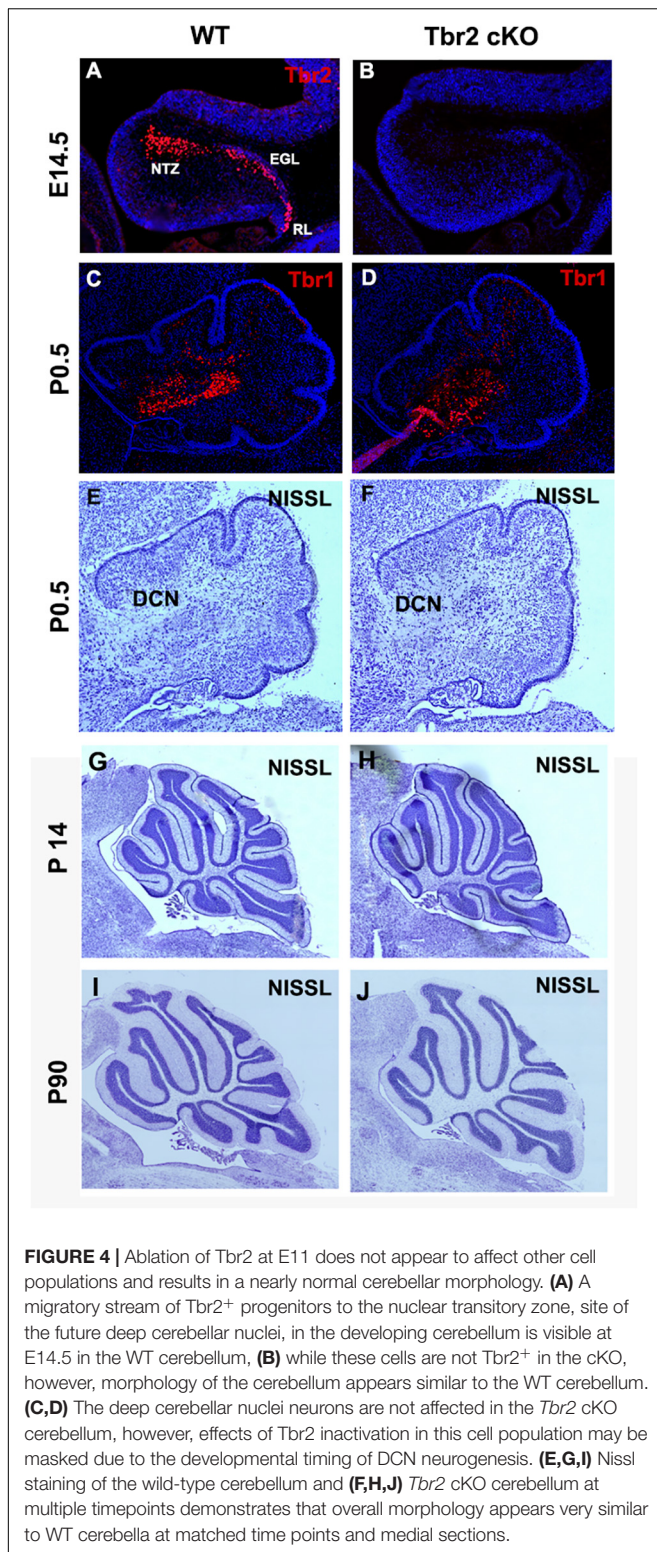 WT Tbr2 cKO
A Tbr2 B
E14.5
NTZ EGL
RL
C Tbr1 D Tbr1
P0.5
E NISSL F NISSL
P0.5
DCN DCN
G NISSL H NISSL
P 14
I NISSL J NISSL
P90
FIGURE 4 | Ablation of Tbr2 at E11 does not appear to affect other cell
populations and results in a nearly normal cerebellar morphology. (A) A
migratory stream of Tbr2⁺ progenitors to the nuclear transitory zone, site of
the future deep cerebellar nuclei, in the developing cerebellum is visible at
E14.5 in the WT cerebellum, (B) while these cells are not Tbr2⁺ in the cKO,
however, morphology of the cerebellum appears similar to the WT cerebellum.
(C,D) The deep cerebellar nuclei neurons are not affected in the Tbr2 cKO
cerebellum, however, effects of Tbr2 inactivation in this cell population may be
masked due to the developmental timing of DCN neurogenesis. (E,G,I) Nissl
staining of the wild-type cerebellum and (F,H,J) Tbr2 cKO cerebellum at
multiple timepoints demonstrates that overall morphology appears very similar
to WT cerebella at matched time points and medial sections.